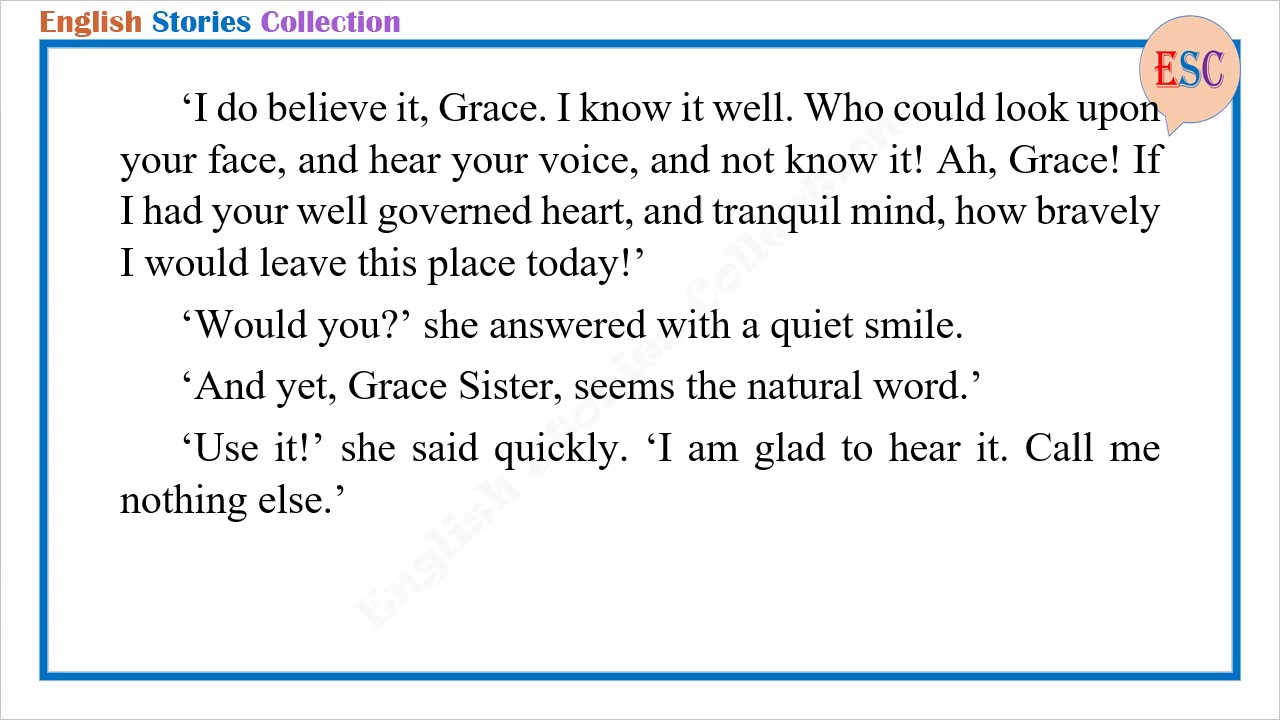 English Stories Collection
ESC
‘I do believe it, Grace. I know it well. Who could look upon
your face, and hear your voice, and not know it! Ah, Grace! If
I had your well governed heart, and tranquil mind, how bravely
I would leave this place today!’
‘Would you?’ she answered with a quiet smile.
‘And yet, Grace Sister, seems the natural word.’
‘Use it!’ she said quickly. ‘I am glad to hear it. Call me
nothing else.’